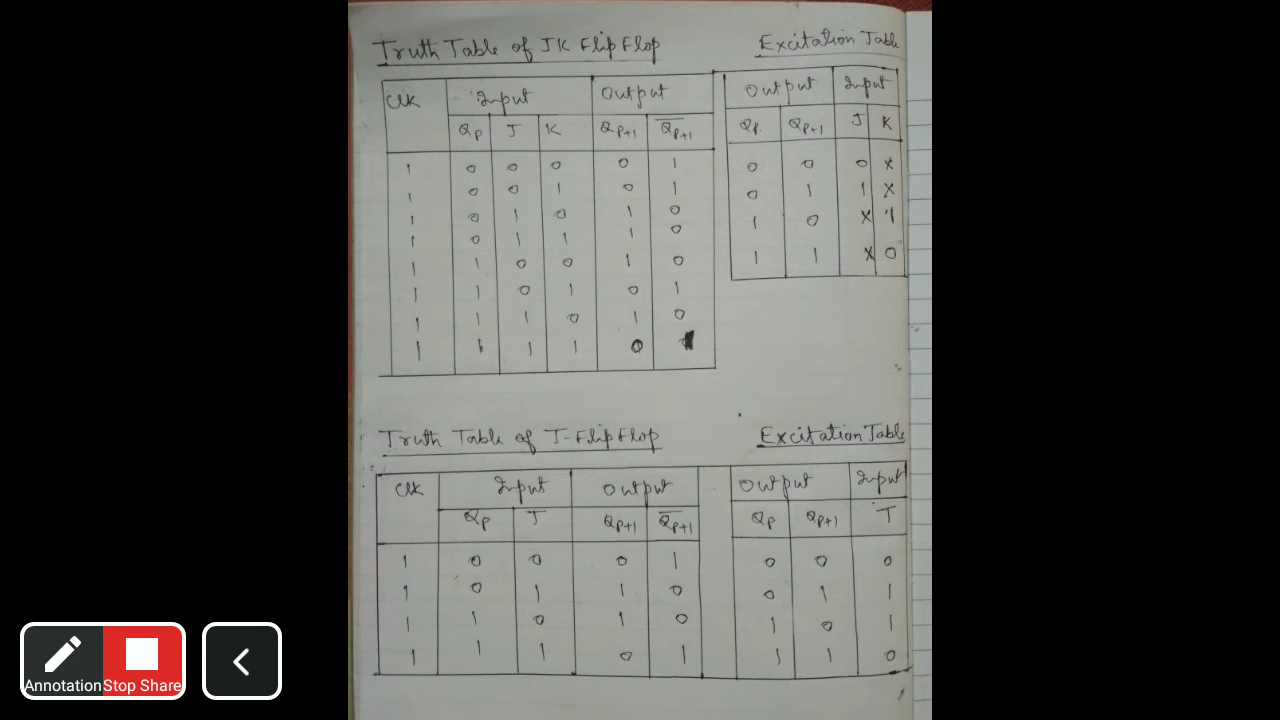 Truth Table of JK Flip Flop Excitation Table
Clk Input Output Output Input
Qp J K Qp+1 Q̅p+1 Qp Qp+1 J K
1 0 0 0 0 1 0 0 0 x
1 0 0 1 0 1 0 1 1 x
1 0 1 0 1 0 1 0 x 1
1 0 1 1 1 0
1 1 0 0 1 0 1 1 x 0
1 1 0 1 0 1
1 1 1 0 1 0
1 1 1 1 0
Truth Table of T-Flip Flop Excitation Table
Clk Input Output Output Input
Qp J Qp+1 Q̅p+1 Qp Qp+1 T
1 0 0 0 1 0 0 0
1 0 1 1 0 0 1 1
1 1 0 1 0 1 0 1
1 1 1 0 1 1 1 0
Annotation Stop Share